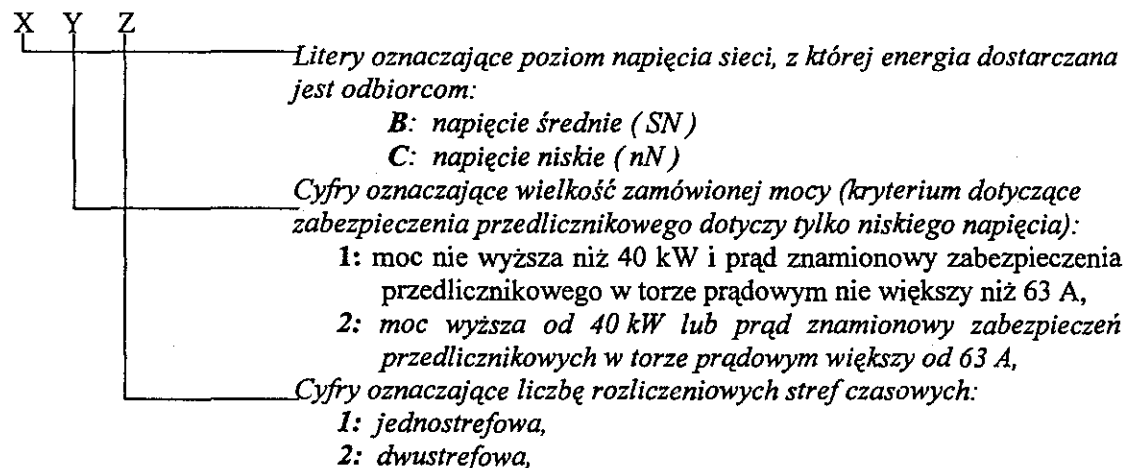 X Y Z
Litery oznaczające poziom napięcia sieci, z której energia dostarczana
jest odbiorcom:
B: napięcie średnie ( SN )
C: napięcie niskie ( nN )
Cyfry oznaczające wielkość zamówionej mocy (kryterium dotyczące
zabezpieczenia przedlicznikowego dotyczy tylko niskiego napięcia):
1: moc nie wyższa niż 40 kW i prąd znamionowy zabezpieczenia
przedlicznikowego w torze prądowym nie większy niż 63 A,
2: moc wyższa od 40 kW lub prąd znamionowy zabezpieczeń
przedlicznikowych w torze prądowym większy od 63 A,
Cyfry oznaczające liczbę rozliczeniowych stref czasowych:
1: jednostrefowa,
2: dwustrefowa,